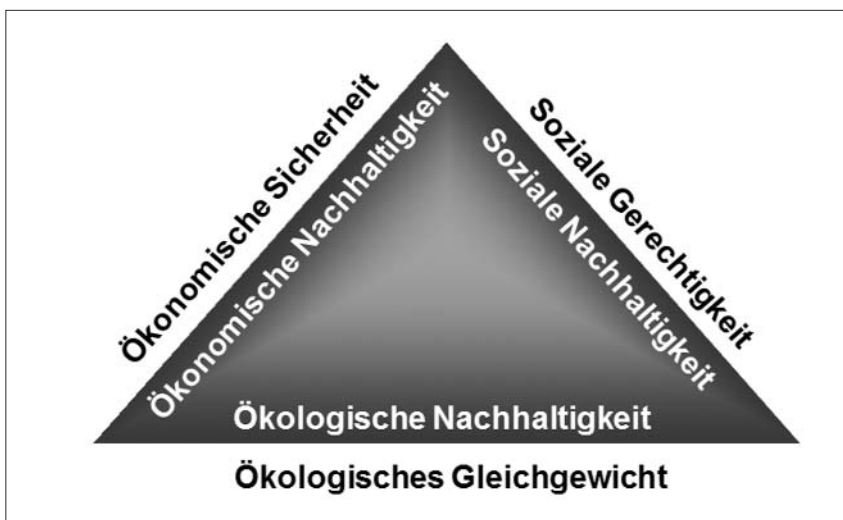 Ökonomische Sicherheit
Ökonomische Nachhaltigkeit
Soziale Nachhaltigkeit
Soziale Gerechtigkeit
Ökologische Nachhaltigkeit
Ökologisches Gleichgewicht